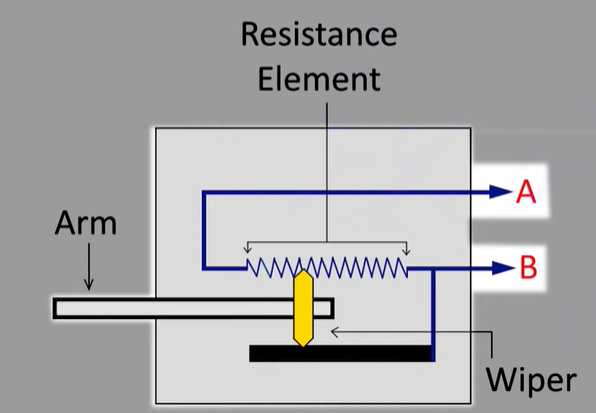 Resistance
Element
A
Arm
B
Wiper